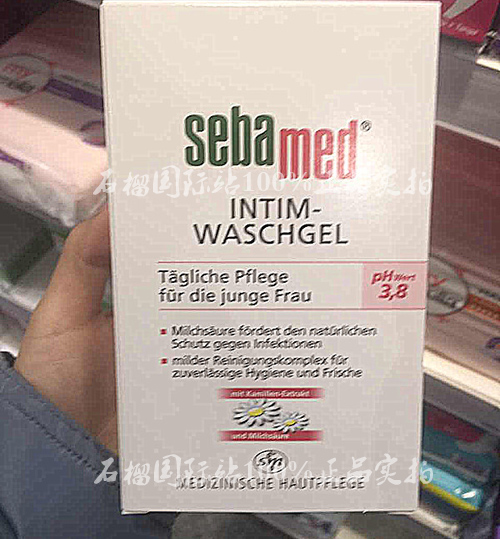 sebamed®
石榴国际站100%正品实拍
INTIM-
WASCHGEL
Tägliche Pflege
für die junge Frau
pH Wert
3,8
Milchsäure fördert den natürlichen
Schutz gegen Infektionen
milder Reinigungskomplex für
zuverlässige Hygiene und Frische
mit Kamillen-Extrakt
und Milchsäure
sm
石榴国际站100%正品实拍
MEDIZINISCHE HAUTPFLEGE